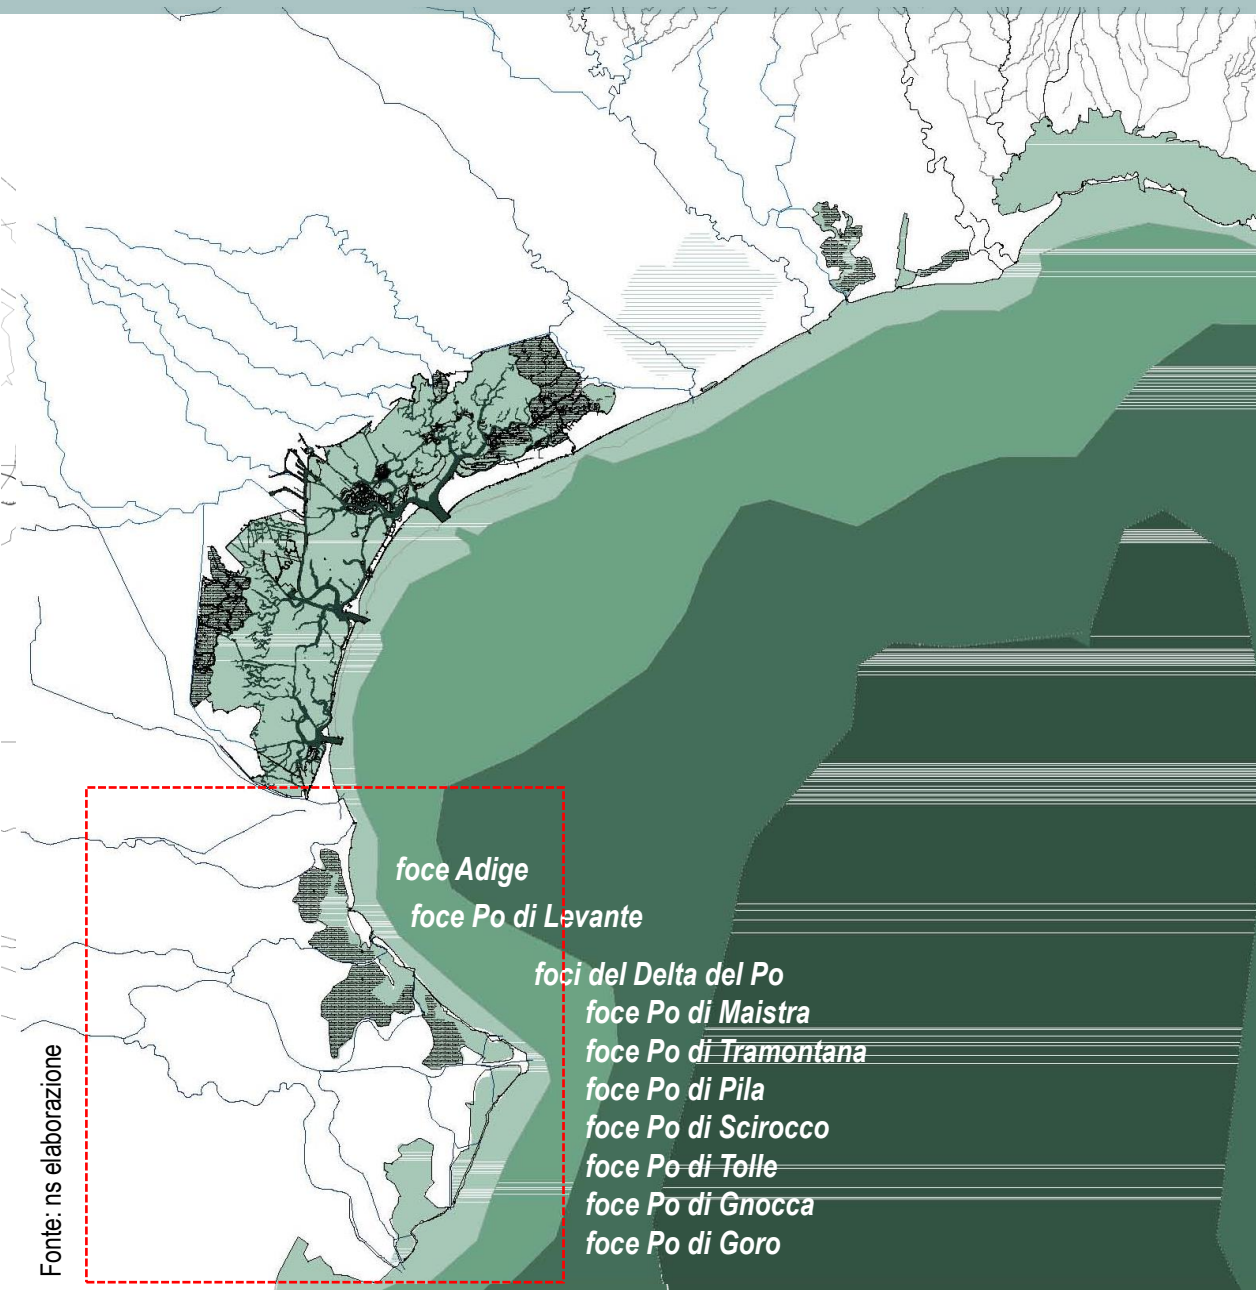 foce Adige
foce Po di Levante
foci del Delta del Po
foce Po di Maistra
foce Po di Tramontana
foce Po di Pila
foce Po di Scirocco
foce Po di Tolle
foce Po di Gnocca
foce Po di Goro
Fonte: ns elaborazione